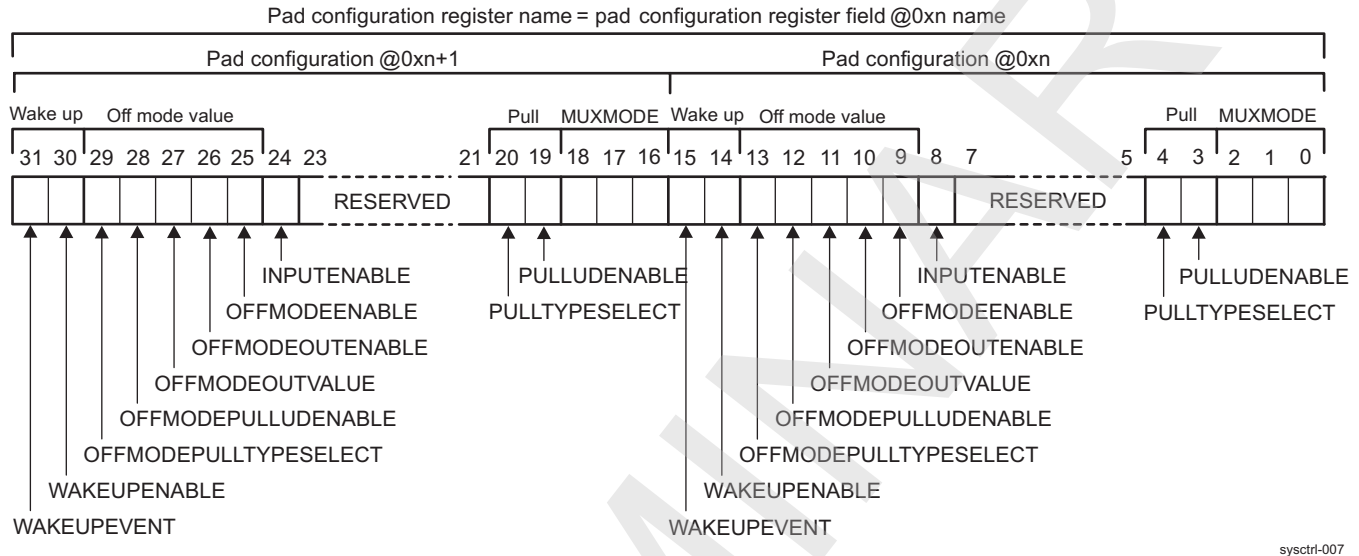 Pad configuration register name = pad configuration register field @0xn name
Pad configuration @0xn+1 Pad configuration @0xn
Wake up Off mode value Pull MUXMODE Wake up Off mode value Pull MUXMODE
31 30 29 28 27 26 25 24 23 21 20 19 18 17 16 15 14 13 12 11 10 9 8 7 5 4 3 2 1 0
RESERVED RESERVED
INPUTENABLE PULLUDENABLE INPUTENABLE PULLUDENABLE
OFFMODEENABLE PULLTYPESELECT OFFMODEENABLE PULLTYPESELECT
OFFMODEOUTENABLE OFFMODEOUTENABLE
OFFMODEOUTVALUE OFFMODEOUTVALUE
OFFMODEPULLUDENABLE OFFMODEPULLUDENABLE
OFFMODEPULLTYPESELECT OFFMODEPULLTYPESELECT
WAKEUPENABLE WAKEUPENABLE
WAKEUPEVENT WAKEUPEVENT
sysctrl-007